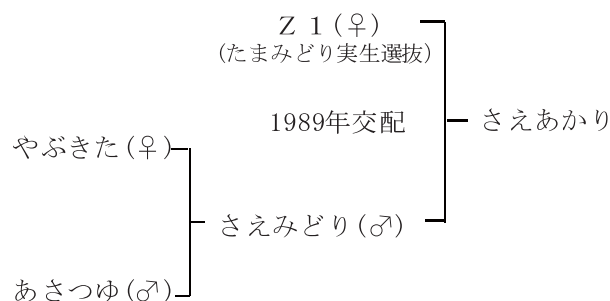 Z 1(♀)
(たまみどり実生選抜)
1989年交配
さえあかり
やぶきた(♀)
さえみどり(♂)
あさつゆ(♂)